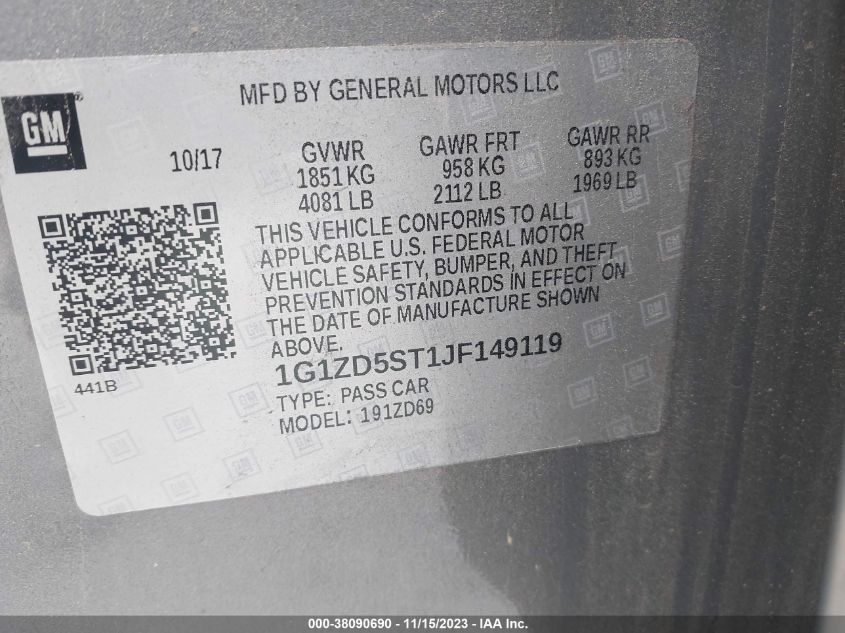 MFD BY GENERAL MOTORS LLC
GM
®
10/17
GVWR
1851 KG
4081 LB
GAWR FRT
958 KG
2112 LB
GAWR RR
893 KG
1969 LB
THIS VEHICLE CONFORMS TO ALL
APPLICABLE U.S. FEDERAL MOTOR
VEHICLE SAFETY, BUMPER, AND THEFT
PREVENTION STANDARDS IN EFFECT ON
THE DATE OF MANUFACTURE SHOWN
ABOVE.
441B
1G1ZD5ST1JF149119
TYPE: PASS CAR
MODEL: 191ZD69
000-38090690 - 11/15/2023 - IAA Inc.